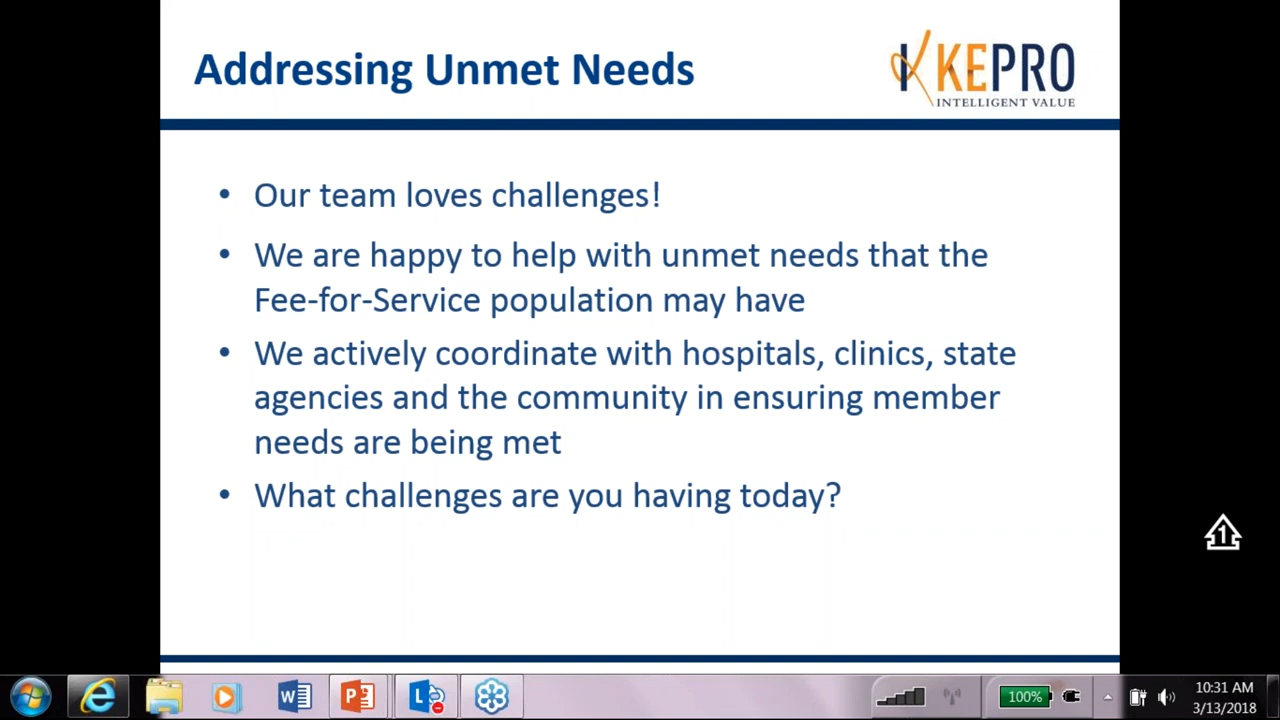 Addressing Unmet Needs
KEPRO
INTELLIGENT VALUE
• Our team loves challenges!
• We are happy to help with unmet needs that the
Fee-for-Service population may have
• We actively coordinate with hospitals, clinics, state
agencies and the community in ensuring member
needs are being met
• What challenges are you having today?
1
100%
10:31 AM
3/13/2018